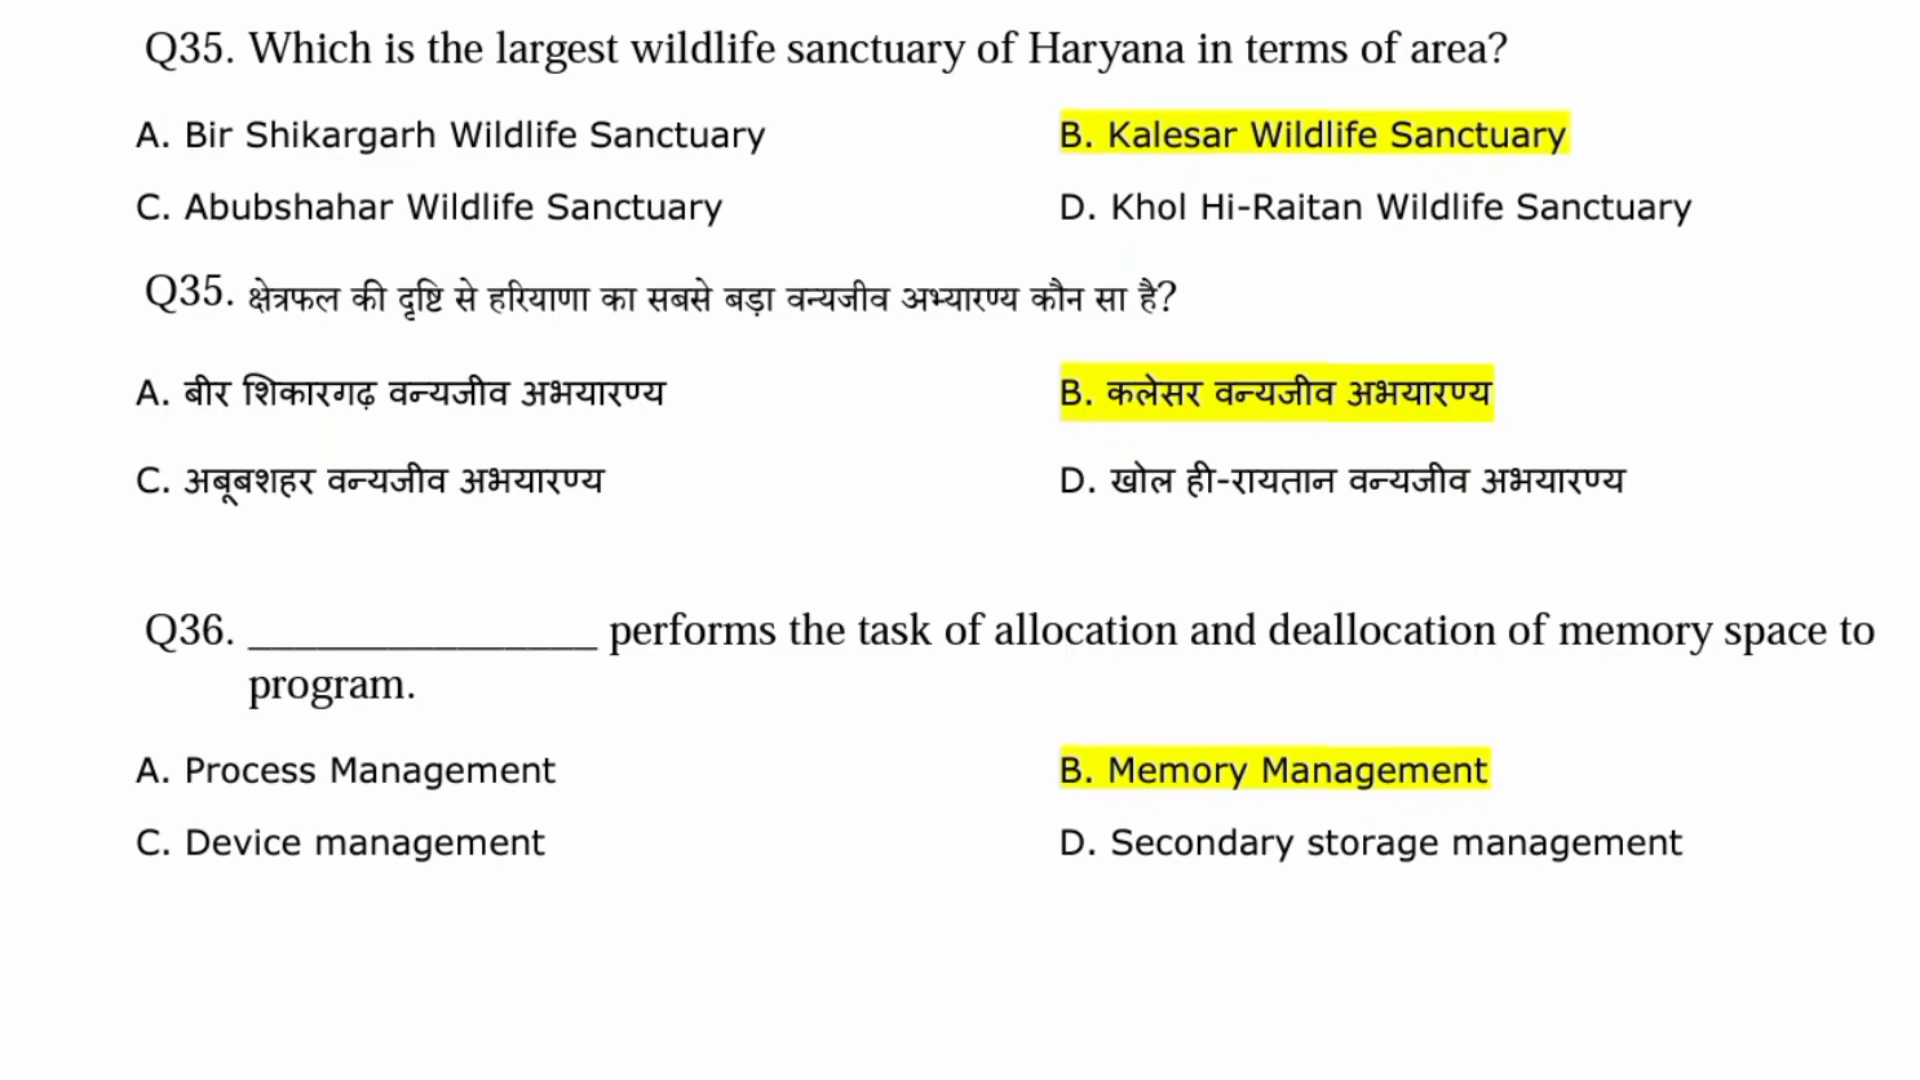 Q35. Which is the largest wildlife sanctuary of Haryana in terms of area?
A. Bir Shikargarh Wildlife Sanctuary B. Kalesar Wildlife Sanctuary
C. Abubshahar Wildlife Sanctuary D. Khol Hi-Raitan Wildlife Sanctuary
Q35. क्षेत्रफल की दृष्टि से हरियाणा का सबसे बड़ा वन्यजीव अभ्यारण्य कौन सा है?
A. बीर शिकारगढ़ वन्यजीव अभयारण्य B. कलेसर वन्यजीव अभयारण्य
C. अबूबशहर वन्यजीव अभयारण्य D. खोल ही-रायतान वन्यजीव अभयारण्य
Q36. _______________ performs the task of allocation and deallocation of memory space to
program.
A. Process Management B. Memory Management
C. Device management D. Secondary storage management